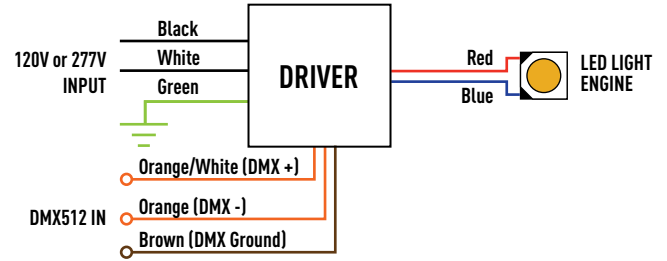 Black
120V or 277V
INPUT
White
Green
DRIVER
Red
Blue
LED LIGHT
ENGINE
Orange/White (DMX +)
DMX512 IN
Orange (DMX -)
Brown (DMX Ground)